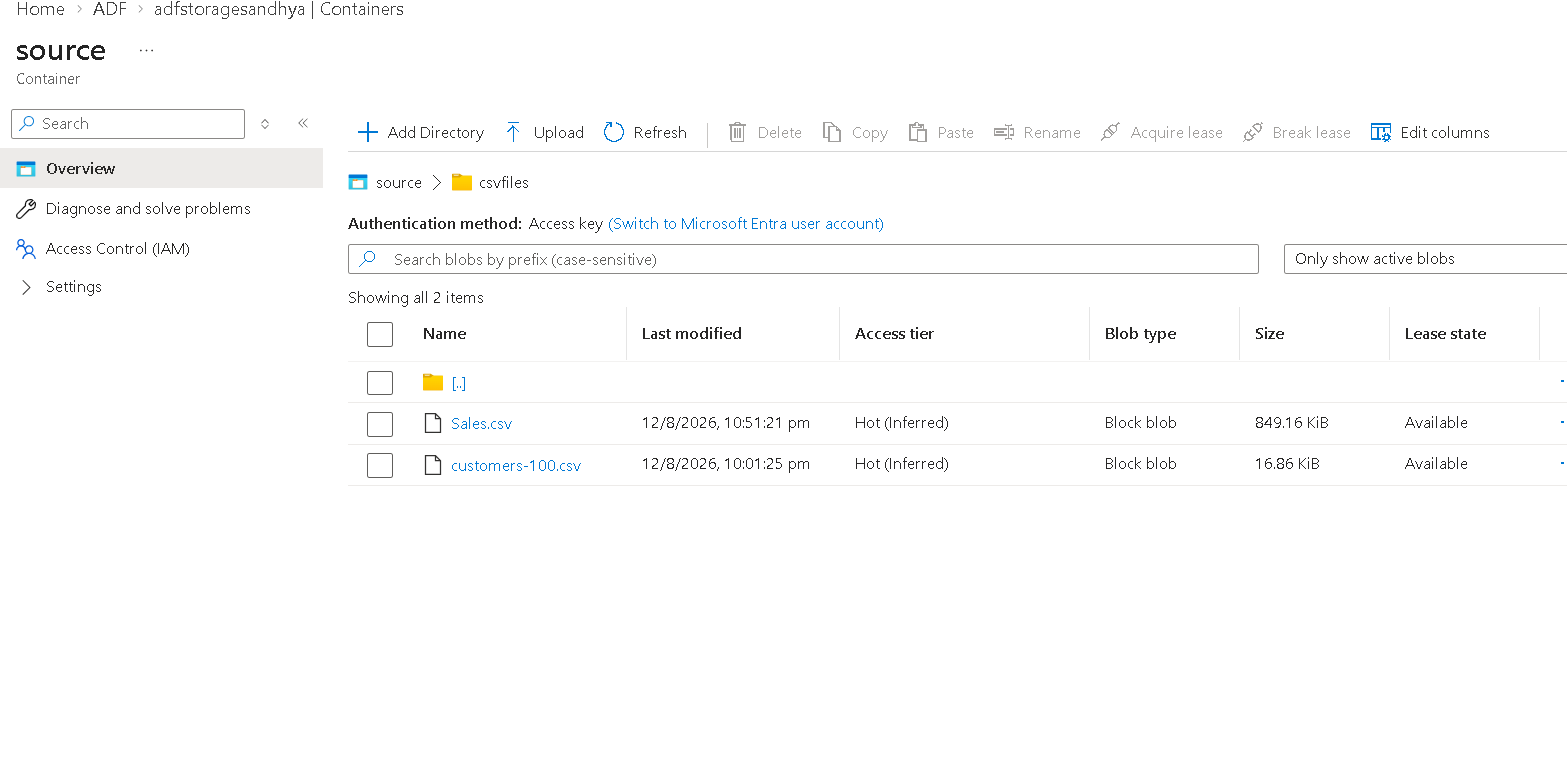 Home > ADF > adfstoragesandhya | Containers
source ...
Container
Search
Overview
Diagnose and solve problems
Access Control (IAM)
Settings
Add Directory Upload Refresh Delete Copy Paste Rename Acquire lease Break lease Edit columns
source > csvfiles
Authentication method: Access key (Switch to Microsoft Entra user account)
Search blobs by prefix (case-sensitive)
Only show active blobs
Showing all 2 items
Name Last modified Access tier Blob type Size Lease state
[..]
Sales.csv 12/8/2026, 10:51:21 pm Hot (Inferred) Block blob 849.16 KiB Available
customers-100.csv 12/8/2026, 10:01:25 pm Hot (Inferred) Block blob 16.86 KiB Available